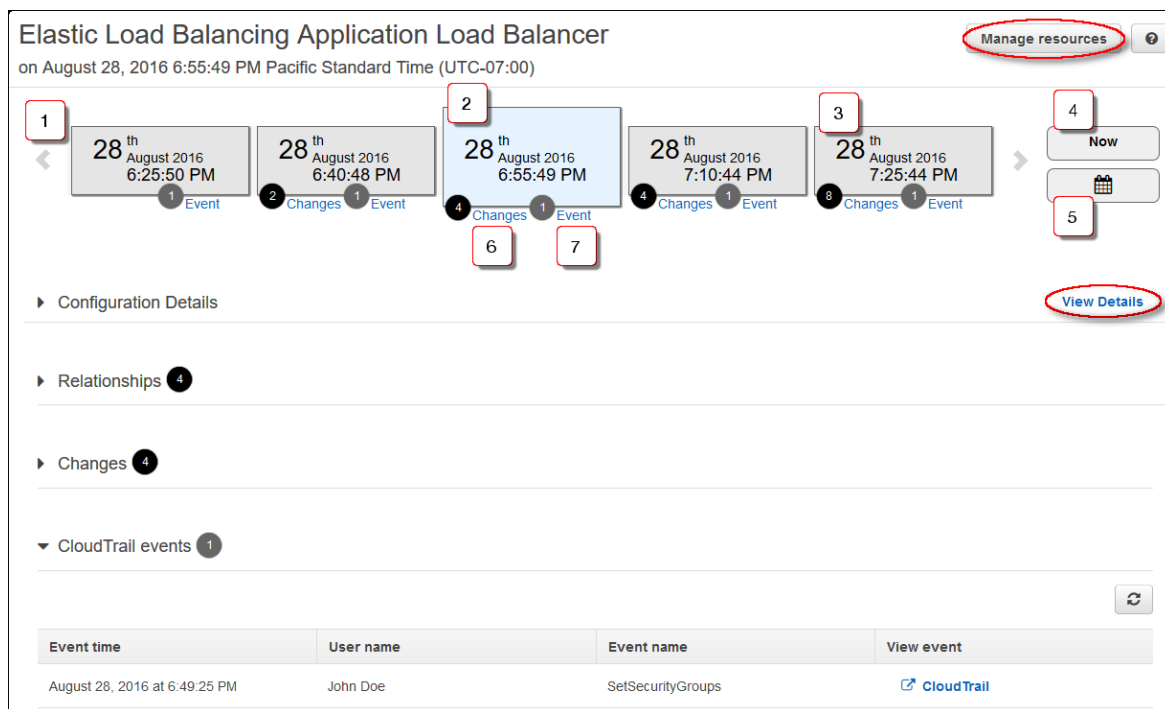 Elastic Load Balancing Application Load Balancer
Manage resources
on August 28, 2016 6:55:49 PM Pacific Standard Time (UTC-07:00)
1
2
3
4
28 th August 2016 6:25:50 PM
1 Event
28 th August 2016 6:40:48 PM
2 Changes 1 Event
28 th August 2016 6:55:49 PM
4 Changes 1 Event
28 th August 2016 7:10:44 PM
4 Changes 1 Event
28 th August 2016 7:25:44 PM
8 Changes 1 Event
Now
5
6
7
Configuration Details
View Details
Relationships 4
Changes 4
CloudTrail events 1
Event time User name Event name View event
August 28, 2016 at 6:49:25 PM John Doe SetSecurityGroups CloudTrail